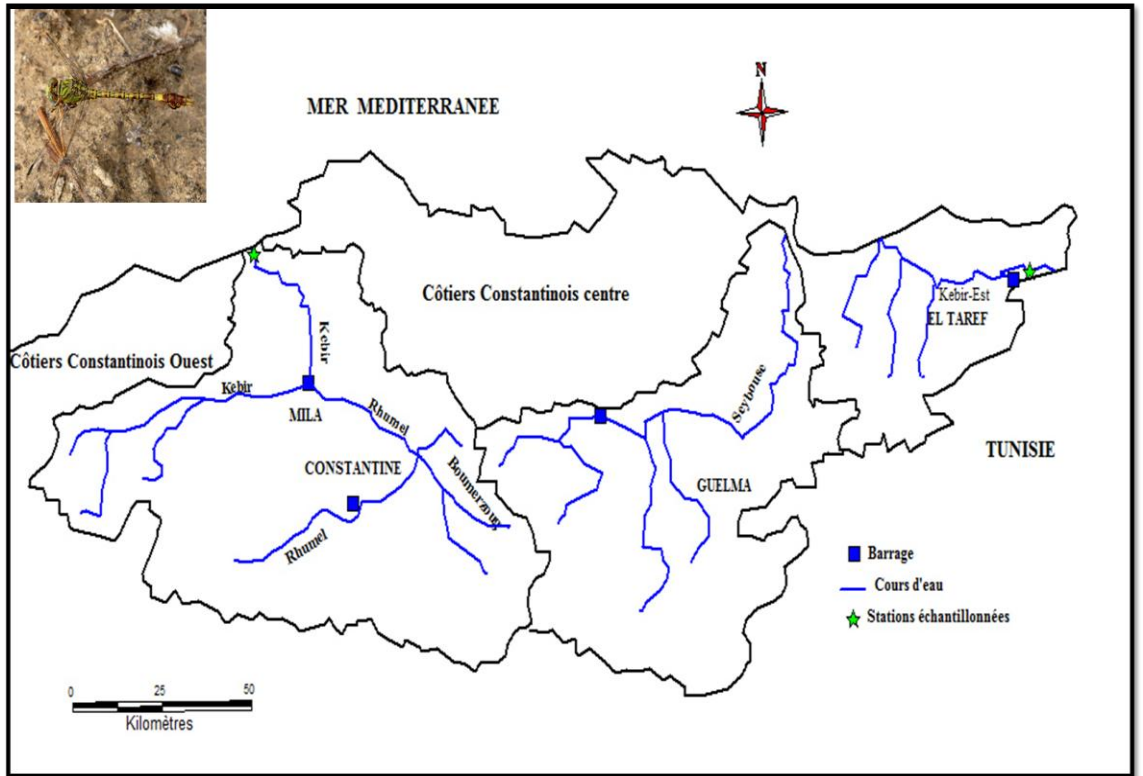 N
MER MEDITERRANEE
Côtiers Constantinois centre
Kebir-Est
EL TAREF
Côtiers Constantinois Ouest
Kebir
Kebir
MILA
Rhumel
Seybouse
TUNISIE
CONSTANTINE
Boumerzoug
GUELMA
Rhumel
Barrage
Cours d'eau
Stations échantillonnées
0 25 50
Kilomètres